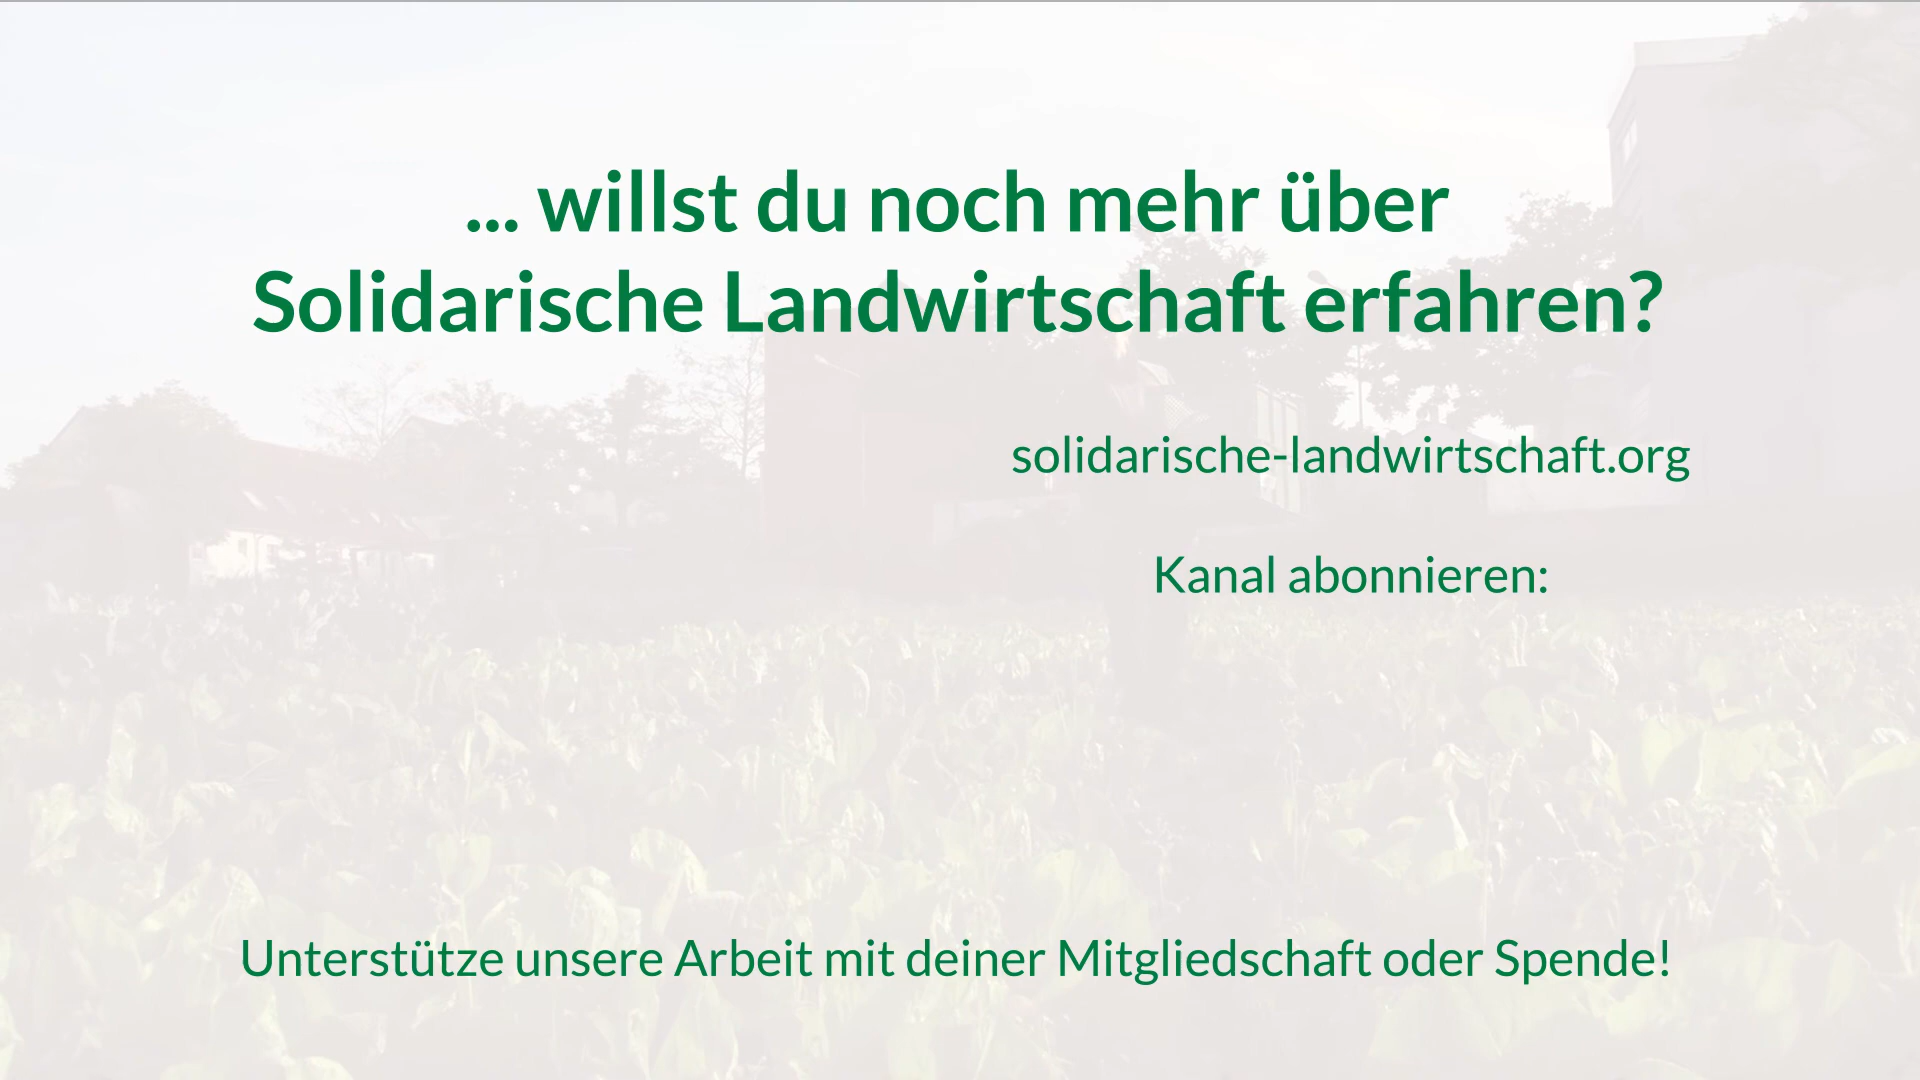 ... willst du noch mehr über
Solidarische Landwirtschaft erfahren?
solidarische-landwirtschaft.org
Kanal abonnieren:
Unterstütze unsere Arbeit mit deiner Mitgliedschaft oder Spende!